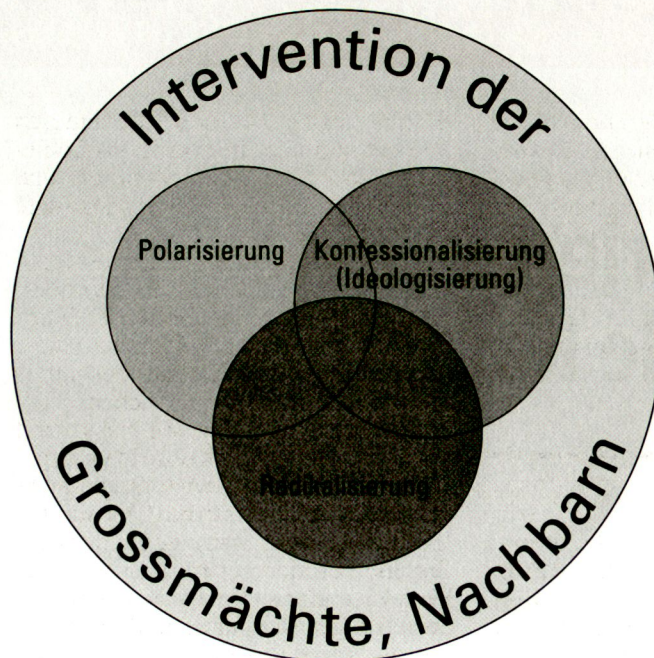 Intervention der
Polarisierung
Konfessionalisierung
(Ideologisierung)
Radikalisierung
Grossmächte, Nachbarn